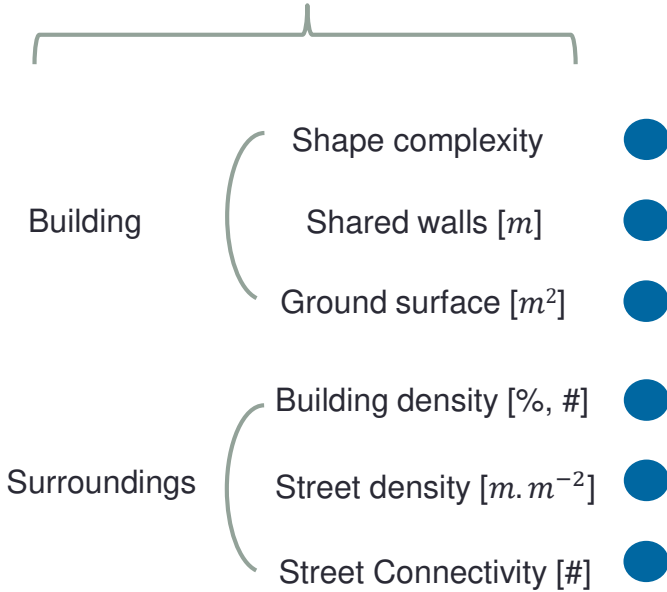 Shape complexity
Building
Shared walls [m]
Ground surface [m²]
Building density [%, #]
Surroundings
Street density [m.m⁻²]
Street Connectivity [#]